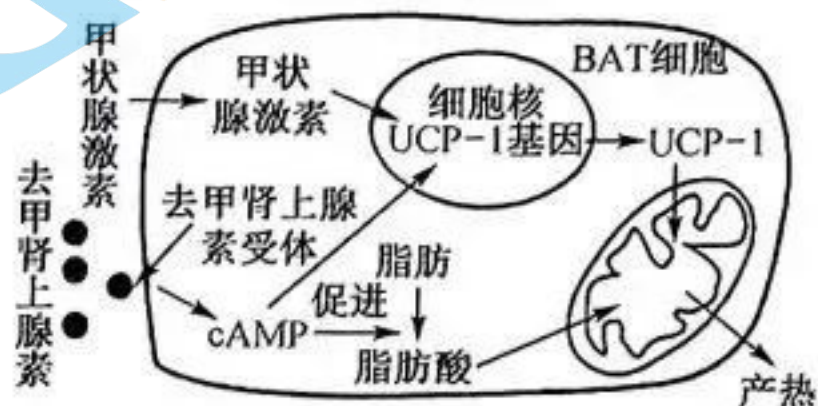 甲状腺激素
去甲肾上腺素
甲状
腺激素
细胞核
UCP-1基因
BAT细胞
UCP-1
去甲肾上腺
素受体
cAMP
促进
脂肪
脂肪酸
产热